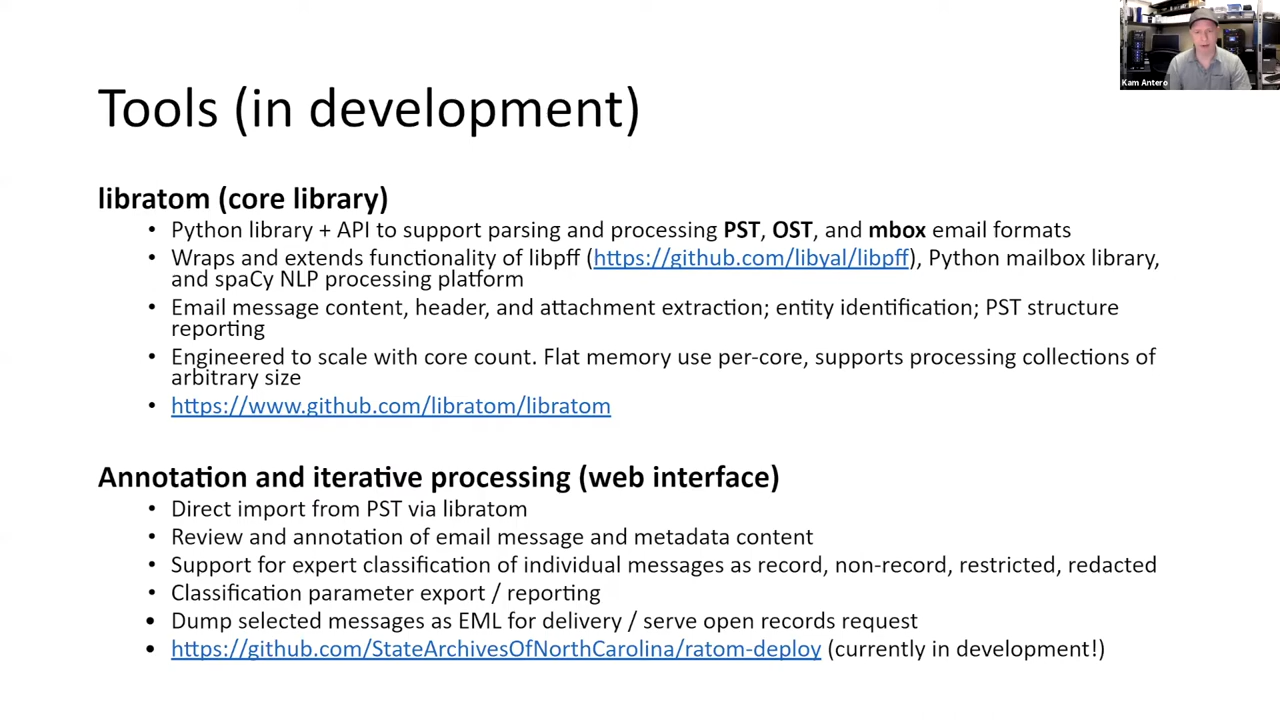 Kam Antero
Tools (in development)
libratom (core library)
• Python library + API to support parsing and processing PST, OST, and mbox email formats
• Wraps and extends functionality of libpff (https://github.com/libyal/libpff), Python mailbox library,
and spaCy NLP processing platform
• Email message content, header, and attachment extraction; entity identification; PST structure
reporting
• Engineered to scale with core count. Flat memory use per-core, supports processing collections of
arbitrary size
• https://www.github.com/libratom/libratom
Annotation and iterative processing (web interface)
• Direct import from PST via libratom
• Review and annotation of email message and metadata content
• Support for expert classification of individual messages as record, non-record, restricted, redacted
• Classification parameter export / reporting
• Dump selected messages as EML for delivery / serve open records request
• https://github.com/StateArchivesOfNorthCarolina/ratom-deploy (currently in development!)